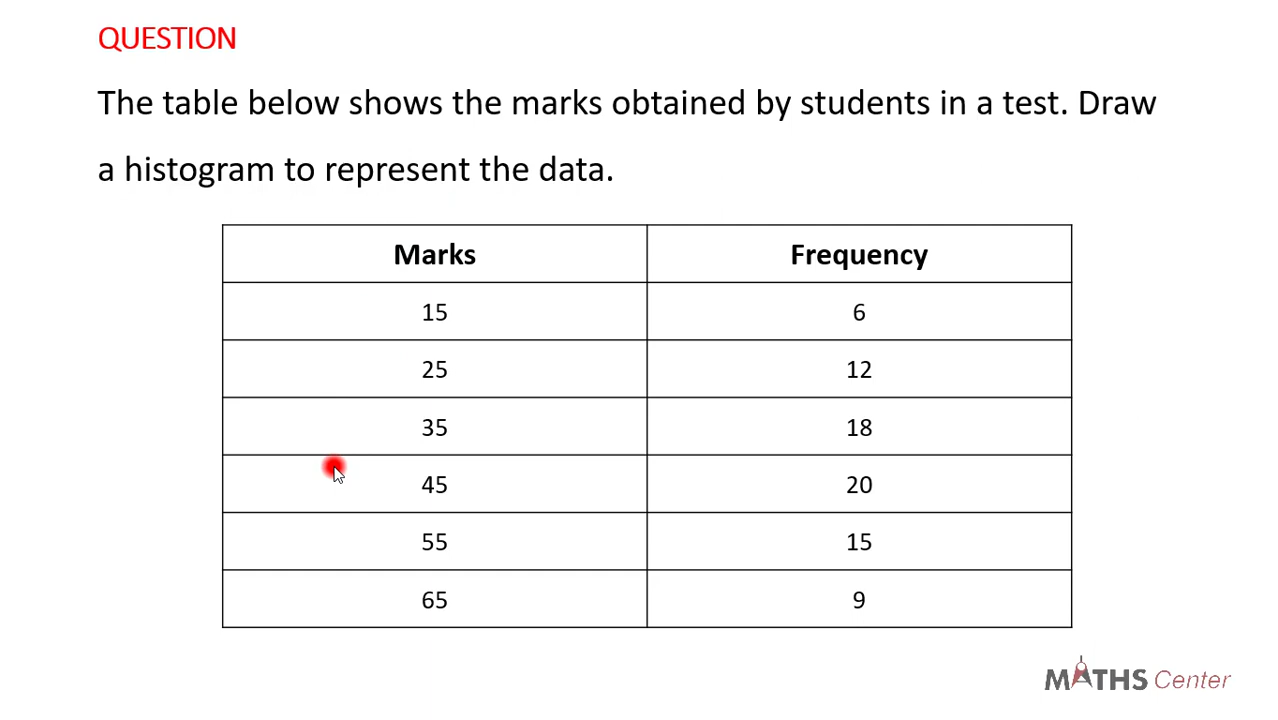 QUESTION
The table below shows the marks obtained by students in a test. Draw
a histogram to represent the data.
Marks Frequency
15 6
25 12
35 18
45 20
55 15
65 9
MATHS Center